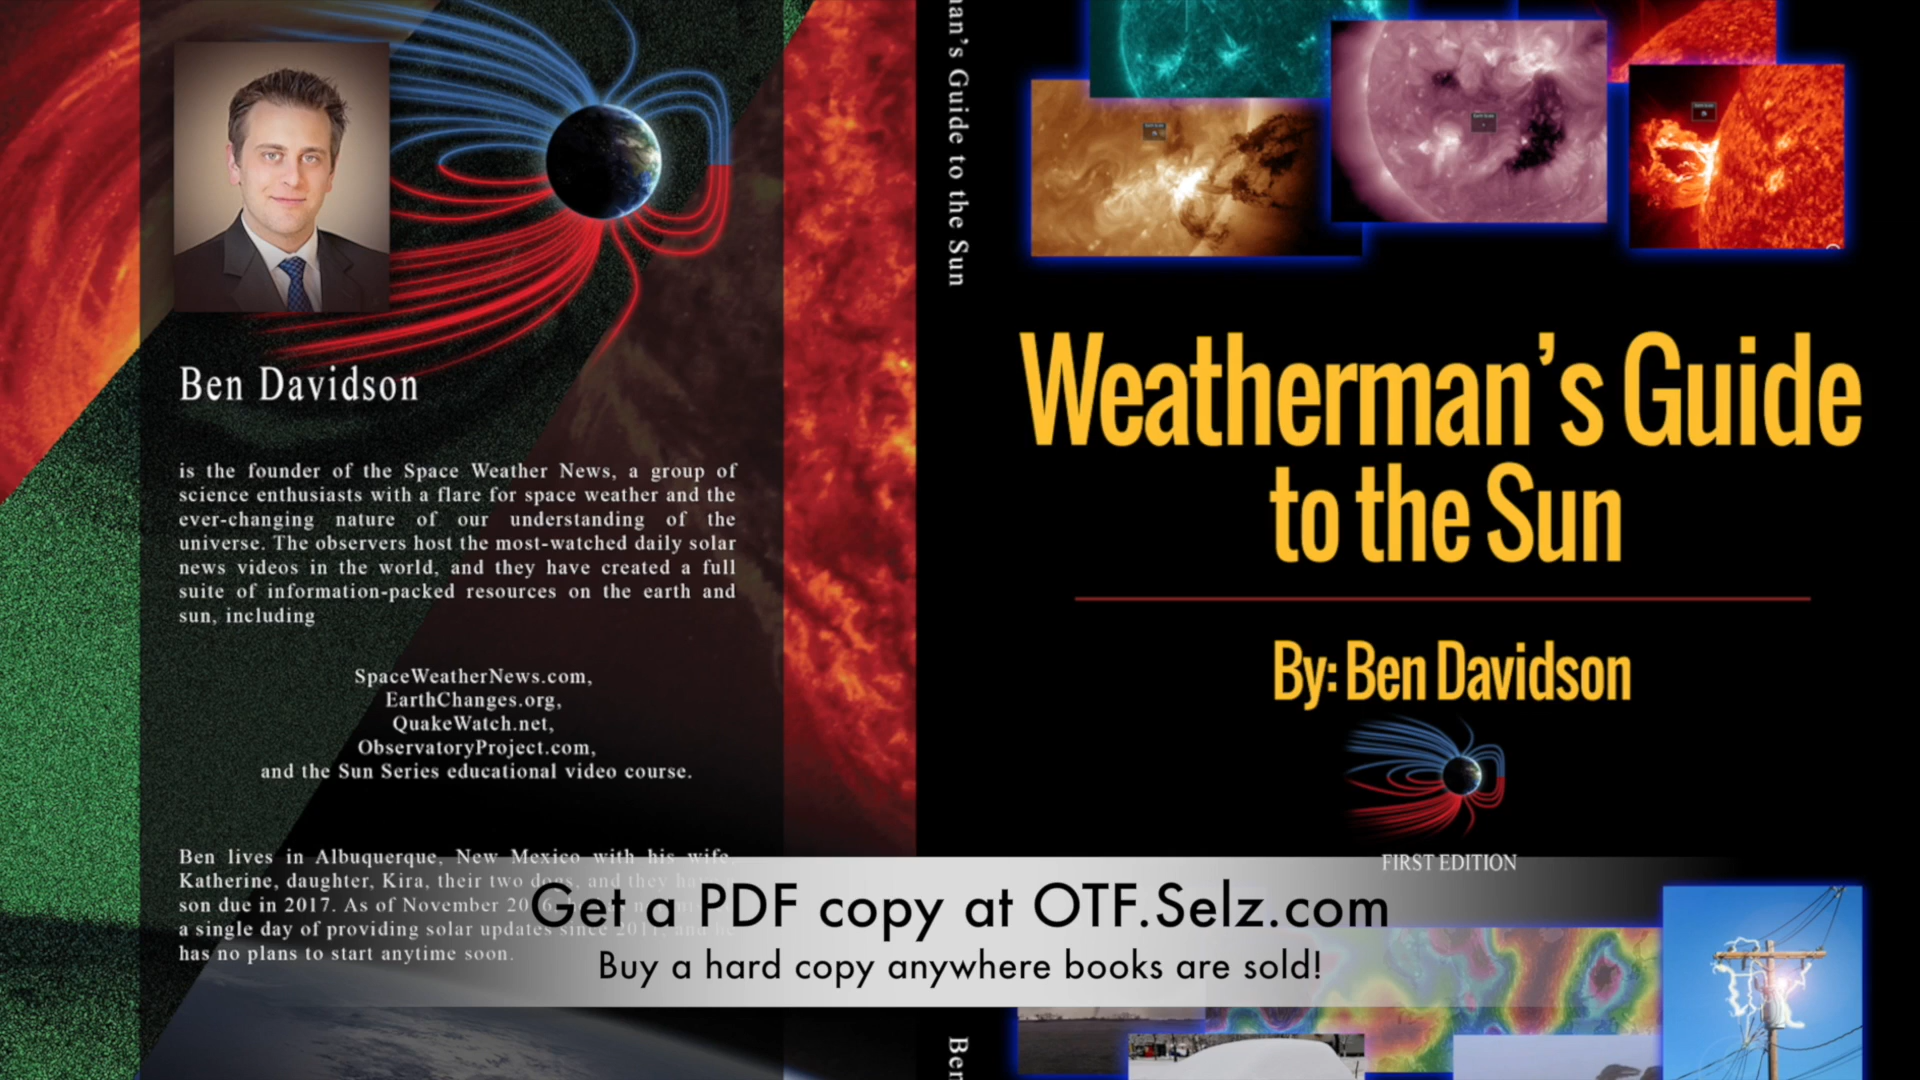 Ben Davidson
is the founder of the Space Weather News, a group of
science enthusiasts with a flare for space weather and the
ever-changing nature of our understanding of the
universe. The observers host the most-watched daily solar
news videos in the world, and they have created a full
suite of information-packed resources on the earth and
sun, including
SpaceWeatherNews.com,
EarthChanges.org,
QuakeWatch.net,
ObservatoryProject.com,
and the Sun Series educational video course.
Ben lives in Albuquerque, New Mexico with his wife,
Katherine, daughter, Kira, their two dogs, and they have
son due in 2017. As of November
a single day of providing solar updates since
has no plans to start anytime soon.
Guide to the Sun
Weatherman's Guide
to the Sun
By: Ben Davidson
FIRST EDITION
Get a PDF copy at OTF.Selz.com
Buy a hard copy anywhere books are sold!
Ben